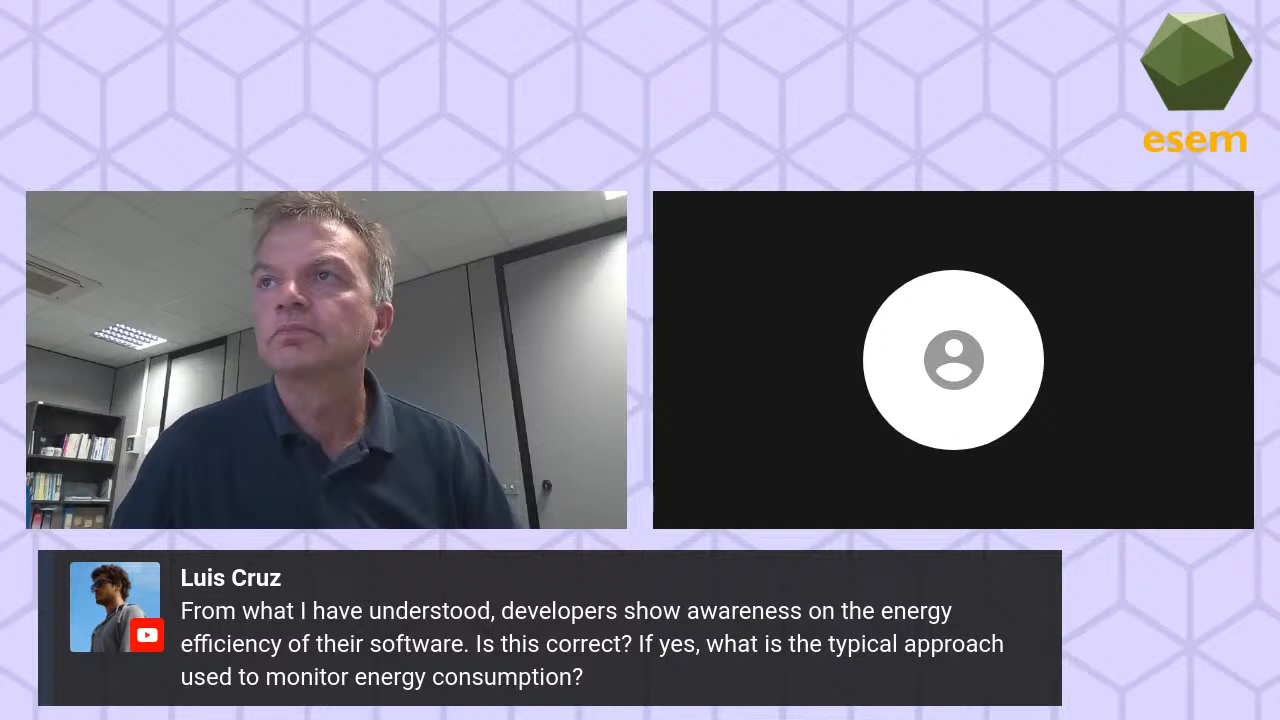 esem
Luis Cruz
From what I have understood, developers show awareness on the energy
efficiency of their software. Is this correct? If yes, what is the typical approach
used to monitor energy consumption?